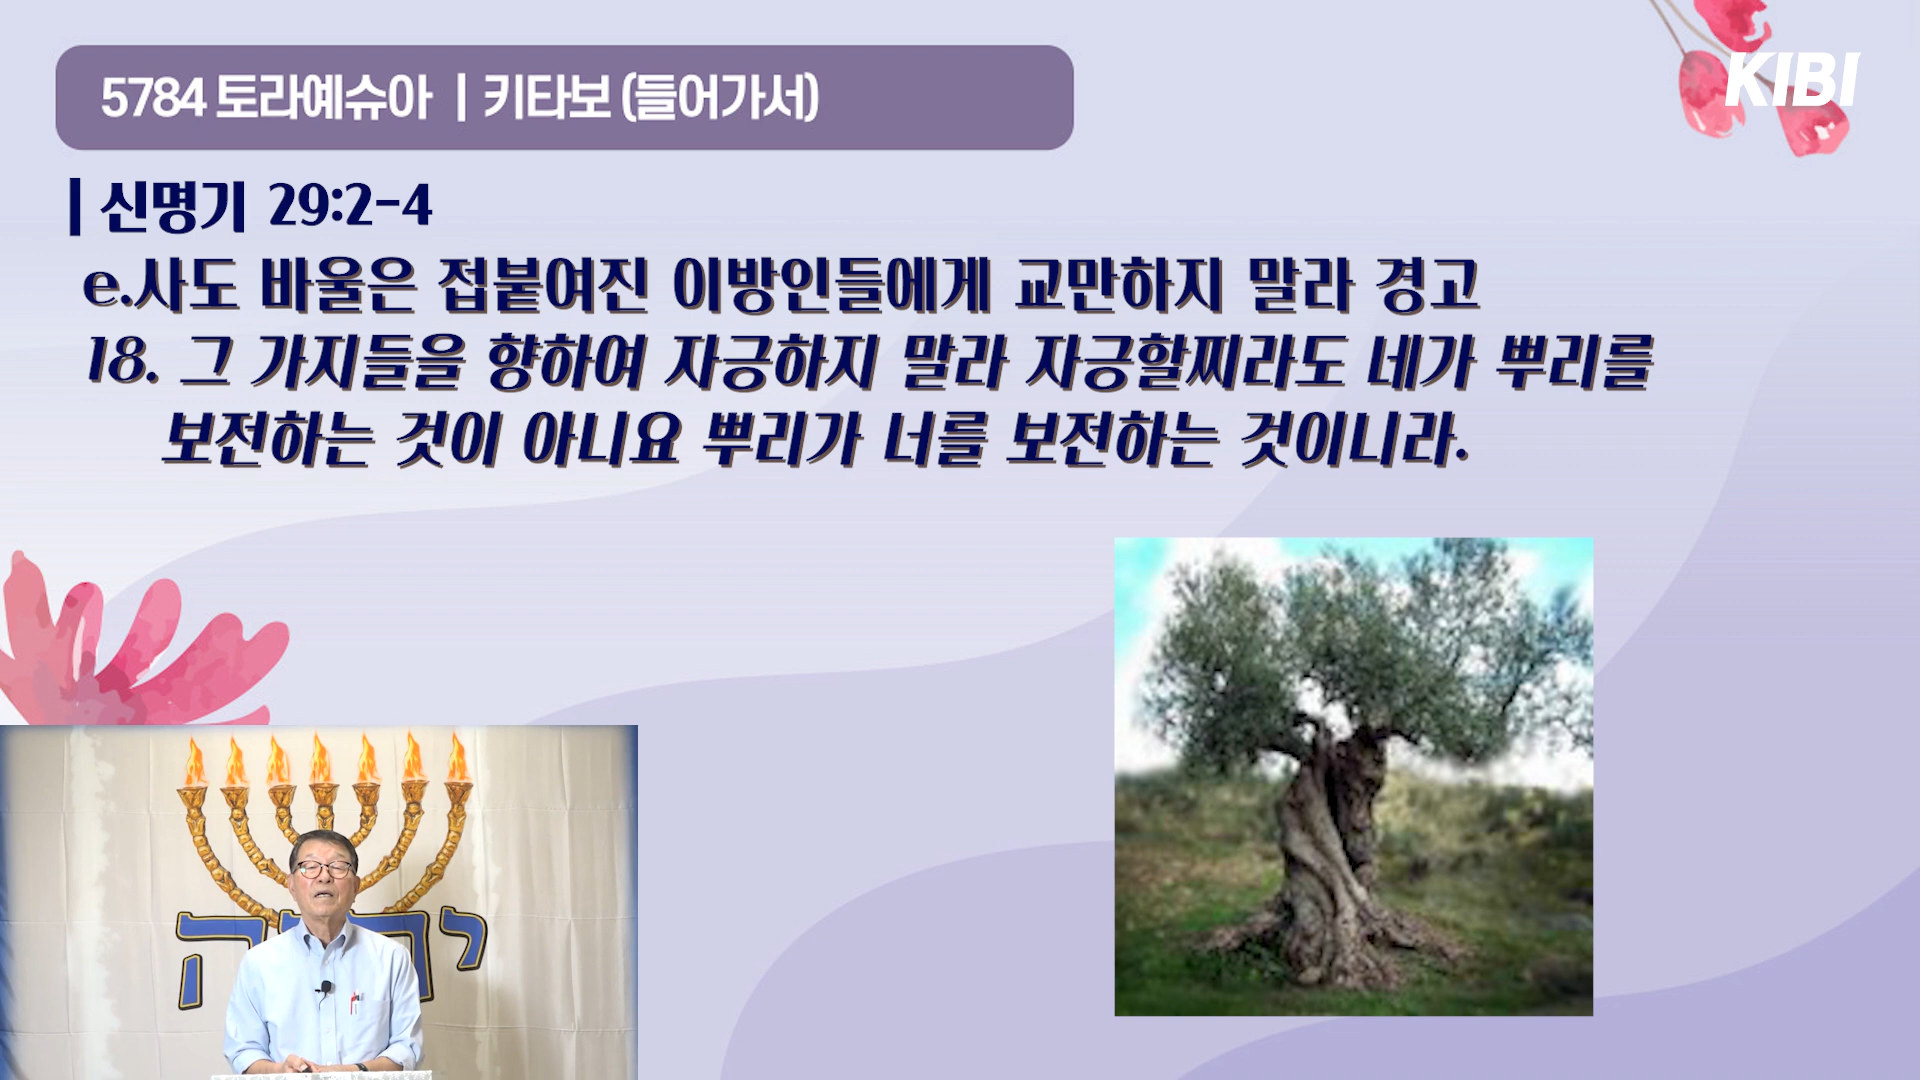 5784 토라예슈아 | 키타보 (들어가서)
KIBI
| 신명기 29:2-4
e.사도 바울은 접붙여진 이방인들에게 교만하지 말라 경고
18. 그 가지들을 향하여 자긍하지 말라 자긍할찌라도 네가 뿌리를
보전하는 것이 아니요 뿌리가 너를 보전하는 것이니라.